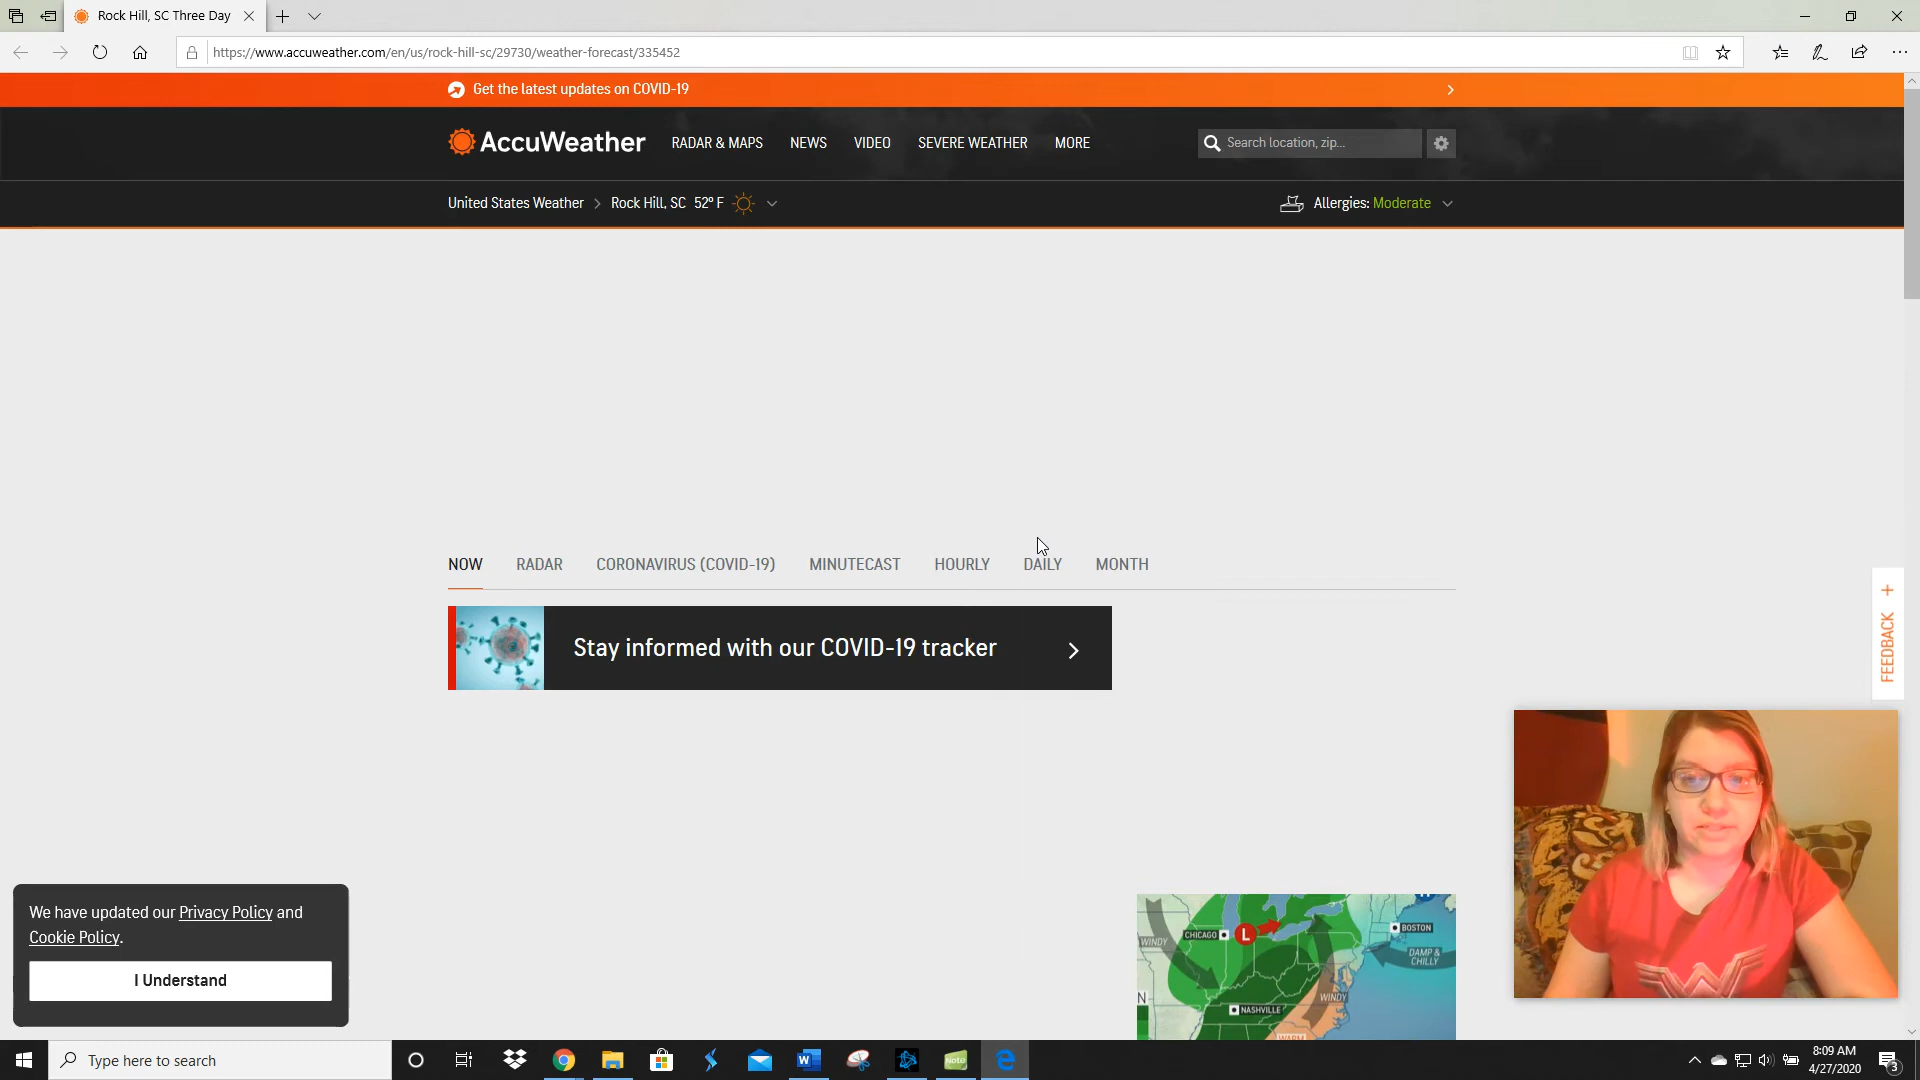 Rock Hill, SC Three Day
https://www.accuweather.com/en/us/rock-hill-sc/29730/weather-forecast/335452
Get the latest updates on COVID-19
AccuWeather RADAR & MAPS NEWS VIDEO SEVERE WEATHER MORE Search location, zip...
United States Weather > Rock Hill, SC 52° F Allergies: Moderate
NOW RADAR CORONAVIRUS (COVID-19) MINUTECAST HOURLY DAILY MONTH
Stay informed with our COVID-19 tracker
FEEDBACK +
We have updated our Privacy Policy and
Cookie Policy.
I Understand
CHICAGO
L
BOSTON
WINDY
DAMP &
CHILLY
WINDY
N
NASHVILLE
WARM
Type here to search
note
8:09 AM
4/27/2020
3